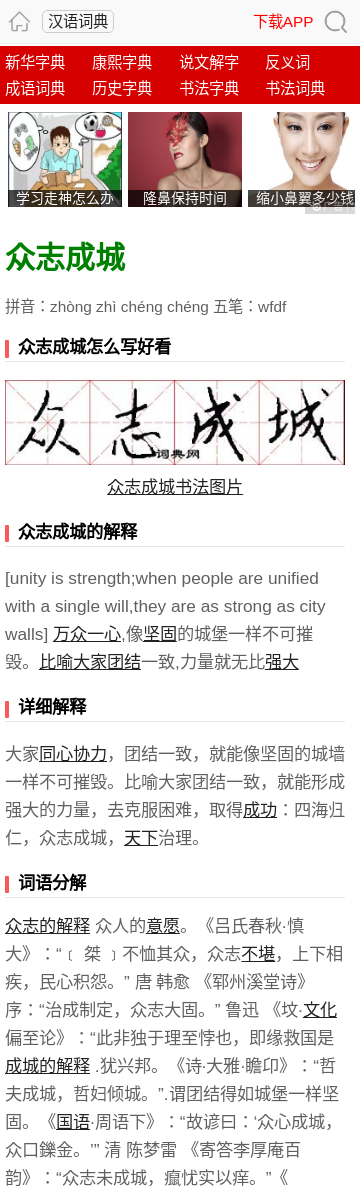 汉语词典 下载APP
新华字典 康熙字典 说文解字 反义词
成语词典 历史字典 书法字典 书法词典
学习走神怎么办 隆鼻保持时间 缩小鼻翼多少钱
众志成城
拼音：zhòng zhì chéng chéng 五笔：wfdf
众志成城怎么写好看
众志成城
词典网
众志成城书法图片
众志成城的解释
[unity is strength;when people are unified
with a single will,they are as strong as city
walls] 万众一心,像坚固的城堡一样不可摧
毁。比喻大家团结一致,力量就无比强大
详细解释
大家同心协力，团结一致，就能像坚固的城墙
一样不可摧毁。比喻大家团结一致，就能形成
强大的力量，去克服困难，取得成功：四海归
仁，众志成城，天下治理。
词语分解
众志的解释 众人的意愿。《吕氏春秋·慎
大》：“﹝ 桀 ﹞不恤其众，众志不堪，上下相
疾，民心积怨。” 唐 韩愈 《郓州溪堂诗》
序：“治成制定，众志大固。” 鲁迅 《坟·文化
偏至论》：“此非独于理至悖也，即缘救国是
成城的解释 .犹兴邦。《诗·大雅·瞻卬》：“哲
夫成城，哲妇倾城。”.谓团结得如城堡一样坚
固。《国语·周语下》：“故谚曰：‘众心成城，
众口鑠金。’” 清 陈梦雷 《寄答李厚庵百
韵》：“众志未成城，癙忧实以痒。”《